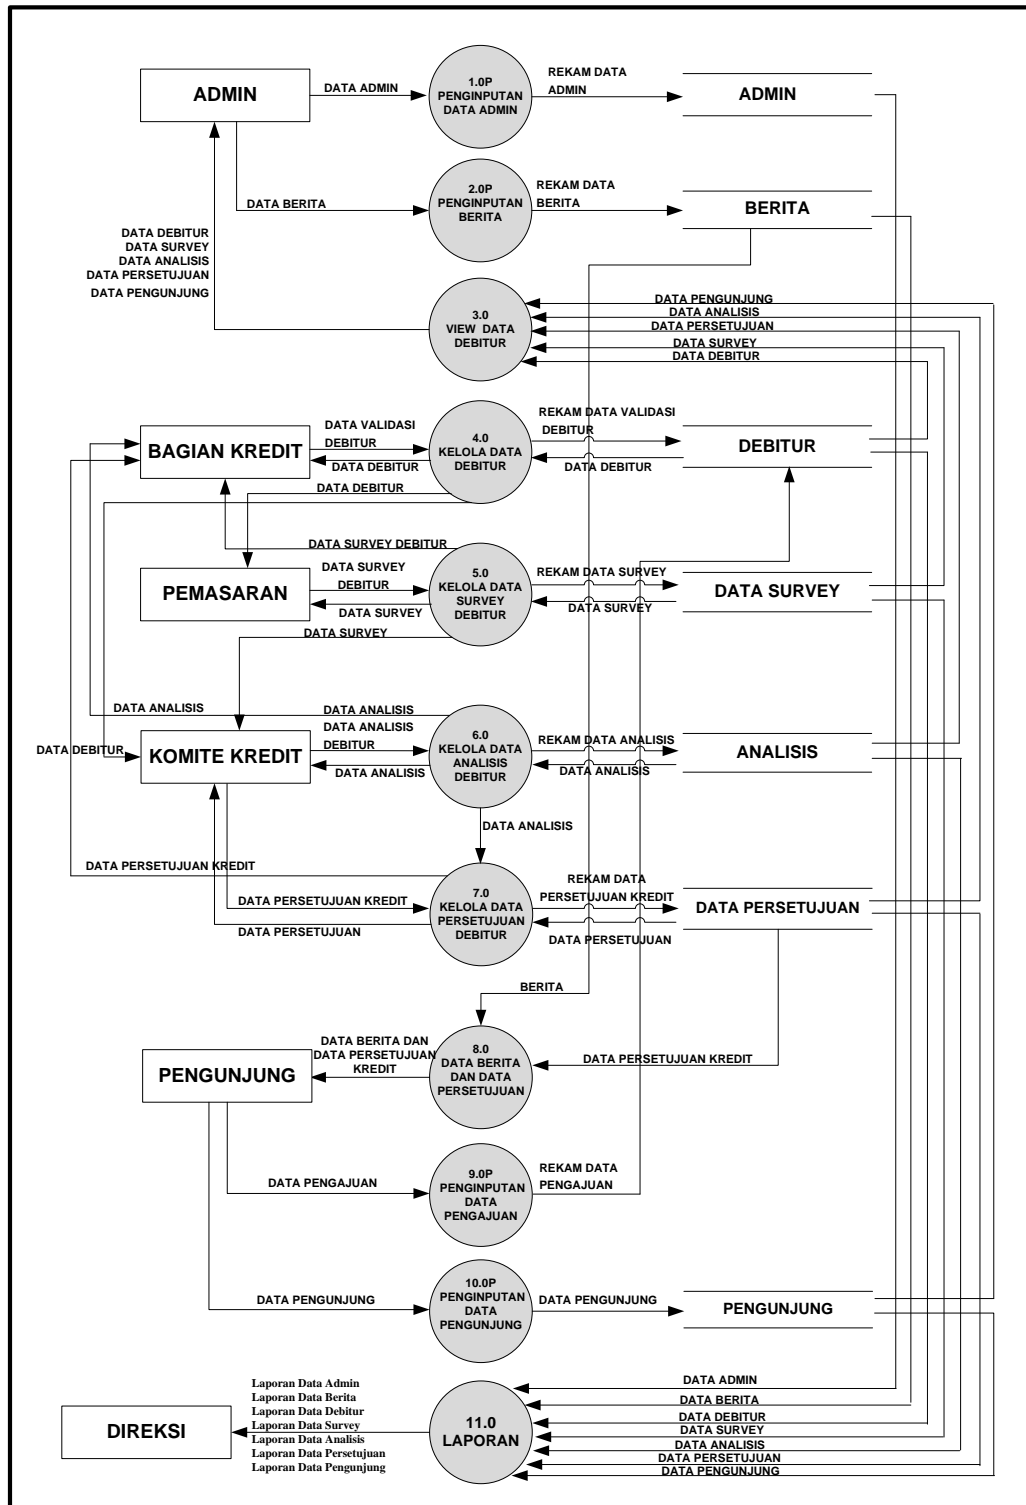 ADMIN
DATA ADMIN
1.0P
PENGINPUTAN
DATA ADMIN
REKAM DATA
ADMIN
ADMIN
DATA BERITA
2.0P
PENGINPUTAN
BERITA
REKAM DATA
BERITA
BERITA
DATA DEBITUR
DATA SURVEY
DATA ANALISIS
DATA PERSETUJUAN
DATA PENGUNJUNG
3.0
VIEW DATA
DEBITUR
DATA PENGUNJUNG
DATA ANALISIS
DATA PERSETUJUAN
DATA SURVEY
DATA DEBITUR
BAGIAN KREDIT
DATA VALIDASI
DEBITUR
DATA DEBITUR
DATA DEBITUR
4.0
KELOLA DATA
DEBITUR
REKAM DATA VALIDASI
DEBITUR
DATA DEBITUR
DEBITUR
DATA SURVEY DEBITUR
PEMASARAN
DATA SURVEY
DEBITUR
DATA SURVEY
DATA SURVEY
5.0
KELOLA DATA
SURVEY
DEBITUR
REKAM DATA SURVEY
DATA SURVEY
DATA SURVEY
DATA ANALISIS
DATA ANALISIS
DATA DEBITUR
KOMITE KREDIT
DATA ANALISIS
DEBITUR
DATA ANALISIS
6.0
KELOLA DATA
ANALISIS
DEBITUR
REKAM DATA ANALISIS
DATA ANALISIS
ANALISIS
DATA ANALISIS
DATA PERSETUJUAN KREDIT
DATA PERSETUJUAN KREDIT
DATA PERSETUJUAN
7.0
KELOLA DATA
PERSETUJUAN
DEBITUR
REKAM DATA
PERSETUJUAN KREDIT
DATA PERSETUJUAN
DATA PERSETUJUAN
BERITA
PENGUNJUNG
DATA BERITA DAN
DATA PERSETUJUAN
KREDIT
8.0
DATA BERITA
DAN DATA
PERSETUJUAN
DATA PERSETUJUAN KREDIT
DATA PENGAJUAN
9.0P
PENGINPUTAN
DATA
PENGAJUAN
REKAM DATA
PENGAJUAN
DATA PENGUNJUNG
10.0P
PENGINPUTAN
DATA
PENGUNJUNG
DATA PENGUNJUNG
PENGUNJUNG
DIREKSI
Laporan Data Admin
Laporan Data Berita
Laporan Data Debitur
Laporan Data Survey
Laporan Data Analisis
Laporan Data Persetujuan
Laporan Data Pengunjung
11.0
LAPORAN
DATA ADMIN
DATA BERITA
DATA DEBITUR
DATA SURVEY
DATA ANALISIS
DATA PERSETUJUAN
DATA PENGUNJUNG